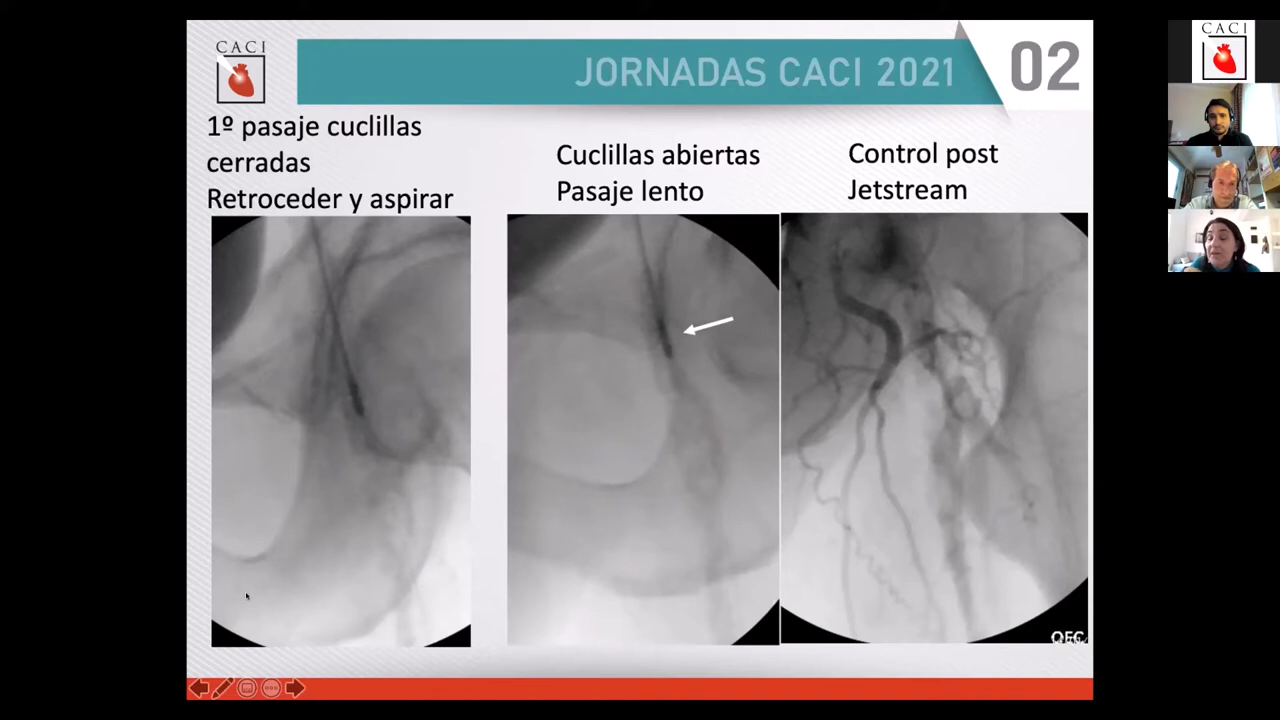 CACI
JORNADAS CACI 2021
02
1º pasaje cuclillas
cerradas
Retroceder y aspirar
Cuclillas abiertas
Pasaje lento
Control post
Jetstream
CACI